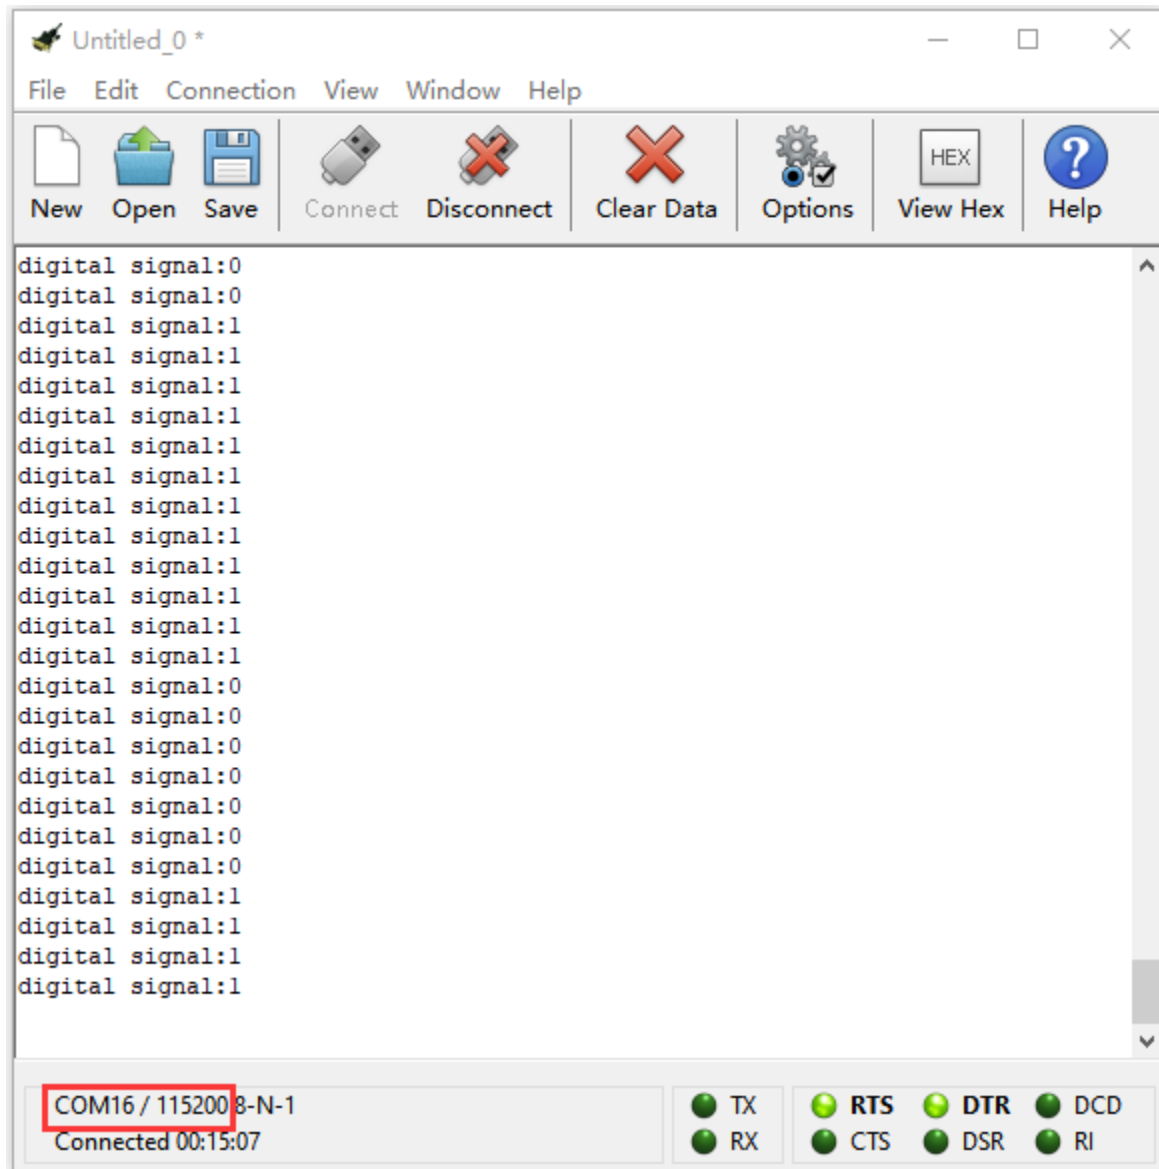 Untitled_0 *
File Edit Connection View Window Help
HEX
New Open Save Connect Disconnect Clear Data Options View Hex Help
digital signal:0
digital signal:0
digital signal:1
digital signal:1
digital signal:1
digital signal:1
digital signal:1
digital signal:1
digital signal:1
digital signal:1
digital signal:1
digital signal:1
digital signal:1
digital signal:1
digital signal:0
digital signal:0
digital signal:0
digital signal:0
digital signal:0
digital signal:0
digital signal:0
digital signal:1
digital signal:1
digital signal:1
digital signal:1
COM16 / 115200 8-N-1 TX RTS DTR DCD
Connected 00:15:07 RX CTS DSR RI